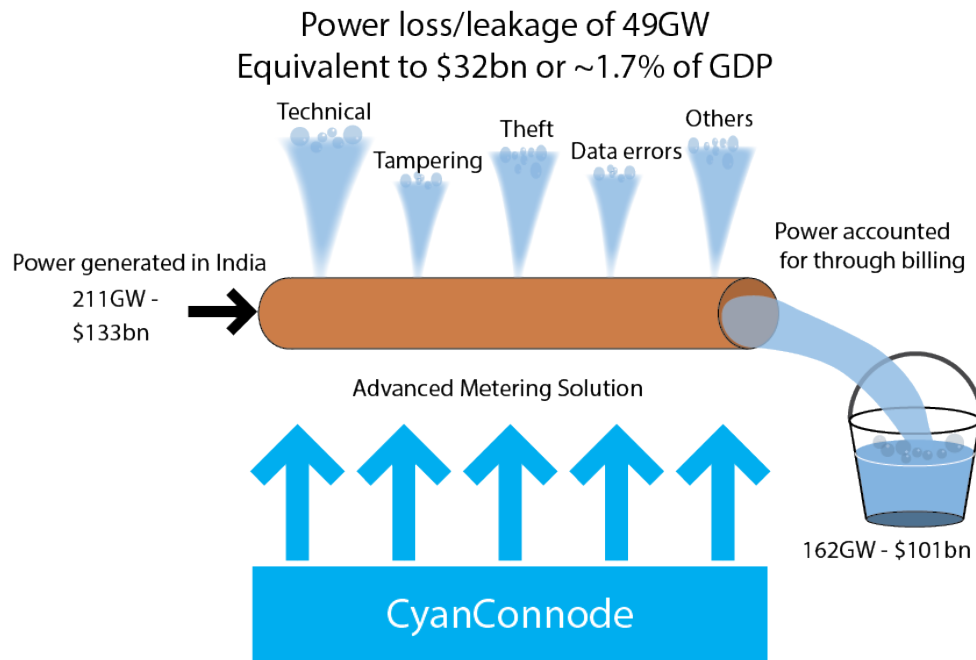 Power loss/leakage of 49GW
Equivalent to $32bn or ~1.7% of GDP
Technical
Tampering
Theft
Data errors
Others
Power generated in India
211GW -
$133bn
Power accounted
for through billing
Advanced Metering Solution
162GW - $101bn
CyanConnode